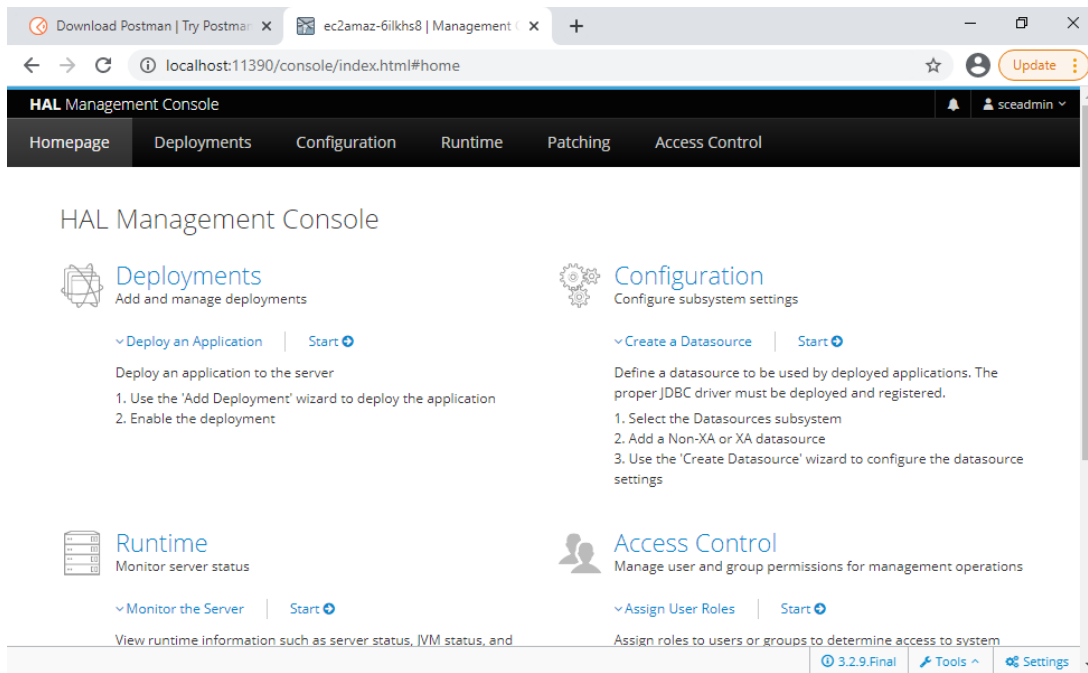 Download Postman | Try Postman
ec2amaz-6ilkhs8 | Management C
localhost:11390/console/index.html#home
Update
HAL Management Console
sceadmin
Homepage Deployments Configuration Runtime Patching Access Control
HAL Management Console
Deployments
Add and manage deployments
Deploy an Application Start
Deploy an application to the server
1. Use the 'Add Deployment' wizard to deploy the application
2. Enable the deployment
Configuration
Configure subsystem settings
Create a Datasource Start
Define a datasource to be used by deployed applications. The
proper JDBC driver must be deployed and registered.
1. Select the Datasources subsystem
2. Add a Non-XA or XA datasource
3. Use the 'Create Datasource' wizard to configure the datasource
settings
Runtime
Monitor server status
Monitor the Server Start
View runtime information such as server status, JVM status, and
Access Control
Manage user and group permissions for management operations
Assign User Roles Start
Assign roles to users or groups to determine access to system
3.2.9.Final Tools Settings